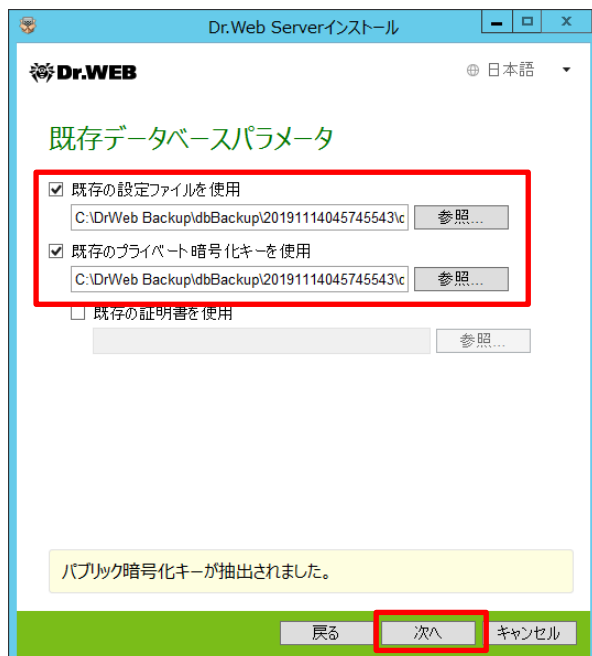 Dr.Web Serverインストール
Dr.WEB
日本語
既存データベースパラメータ
既存の設定ファイルを使用
C:\DrWeb Backup\dbBackup\20191114045745543\c
参照...
既存のプライベート暗号化キーを使用
C:\DrWeb Backup\dbBackup\20191114045745543\c
参照...
既存の証明書を使用
参照...
パブリック暗号化キーが抽出されました。
戻る
次へ
キャンセル